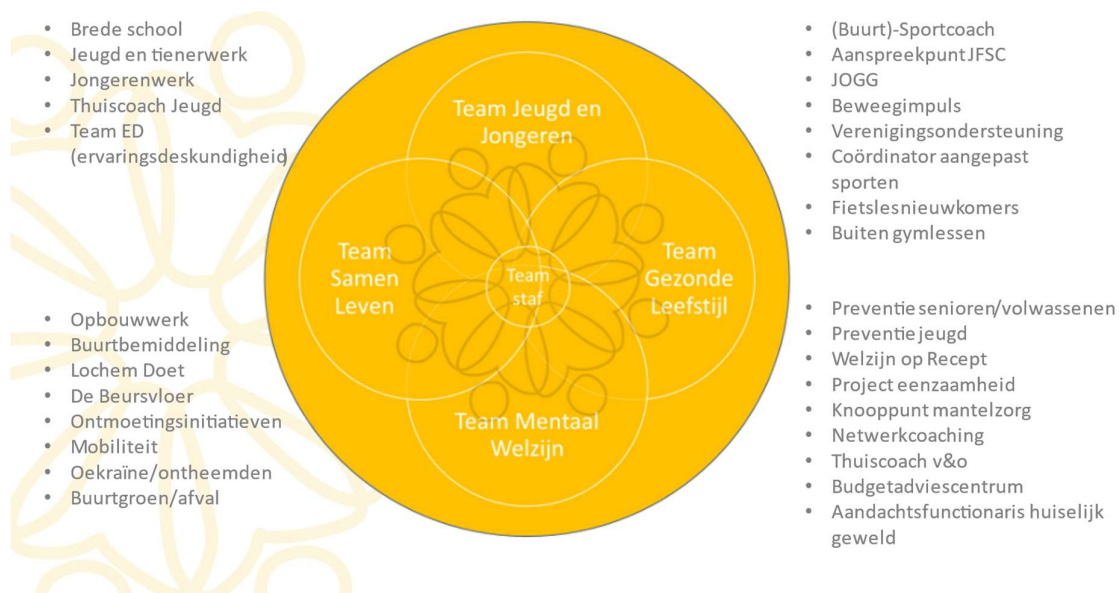 • Brede school
• Jeugd en tienerwerk
• Jongerenwerk
• Thuiscoach Jeugd
• Team ED
(ervaringsdeskundigheid)
• Opbouwwerk
• Buurtbemiddeling
• Lochem Doet
• De Beursvloer
• Ontmoetingsinitiatieven
• Mobiliteit
• Oekraïne/ontheemden
• Buurtgroen/afval
Team Jeugd en
Jongeren
Team
Samen
Leven
Team
staf
Team
Gezonde
Leefstijl
Team Mentaal
Welzijn
• (Buurt)-Sportcoach
• Aanspreekpunt JFSC
• JOGG
• Beweegimpuls
• Verenigingsondersteuning
• Coördinator aangepast
sporten
• Fietslesnieuwkomers
• Buiten gymlessen
• Preventie senioren/volwassenen
• Preventie jeugd
• Welzijn op Recept
• Project eenzaamheid
• Knooppunt mantelzorg
• Netwerkcoaching
• Thuiscoach v&o
• Budgetadviescentrum
• Aandachtsfunctionaris huiselijk
geweld